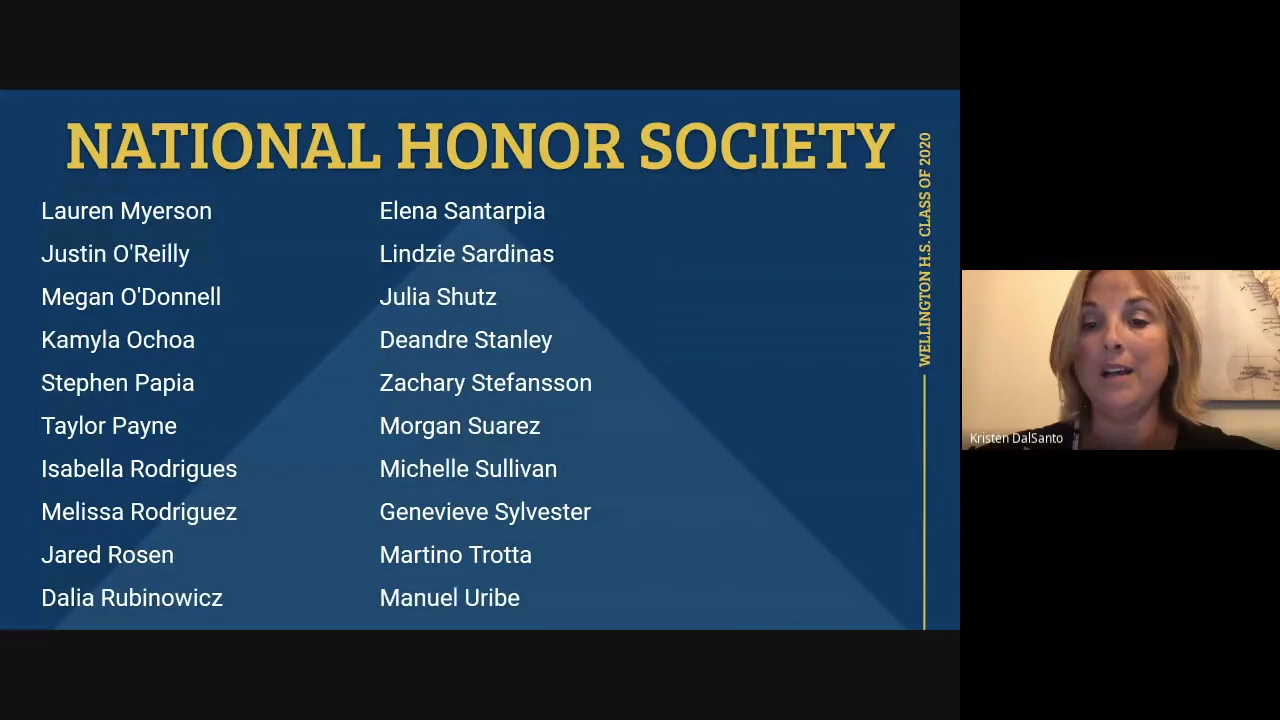 NATIONAL HONOR SOCIETY
Lauren Myerson
Justin O'Reilly
Megan O'Donnell
Kamyla Ochoa
Stephen Papia
Taylor Payne
Isabella Rodrigues
Melissa Rodriguez
Jared Rosen
Dalia Rubinowicz
Elena Santarpia
Lindzie Sardinas
Julia Shutz
Deandre Stanley
Zachary Stefansson
Morgan Suarez
Michelle Sullivan
Genevieve Sylvester
Martino Trotta
Manuel Uribe
WELLINGTON H.S. CLASS OF 2020
Kristen DalSanto